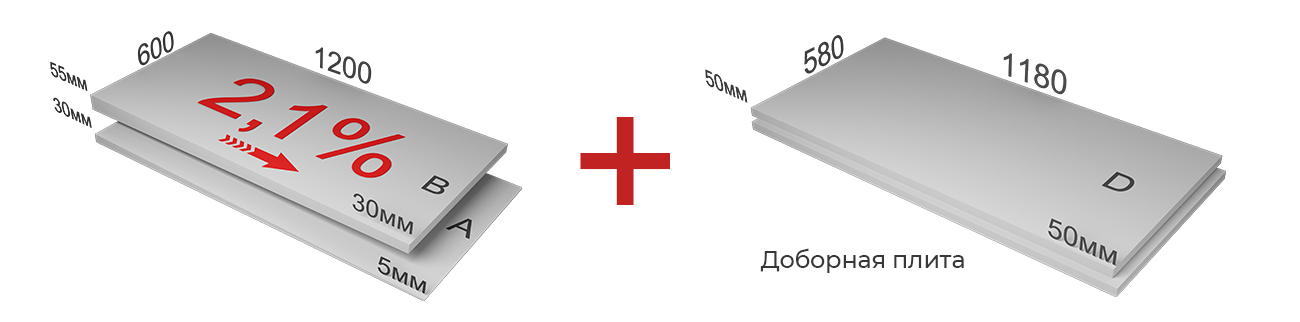 600
1200
55мм
30мм
2,1%
B
30мм
A
5мм
580
1180
50мм
D
50мм
Доборная плита